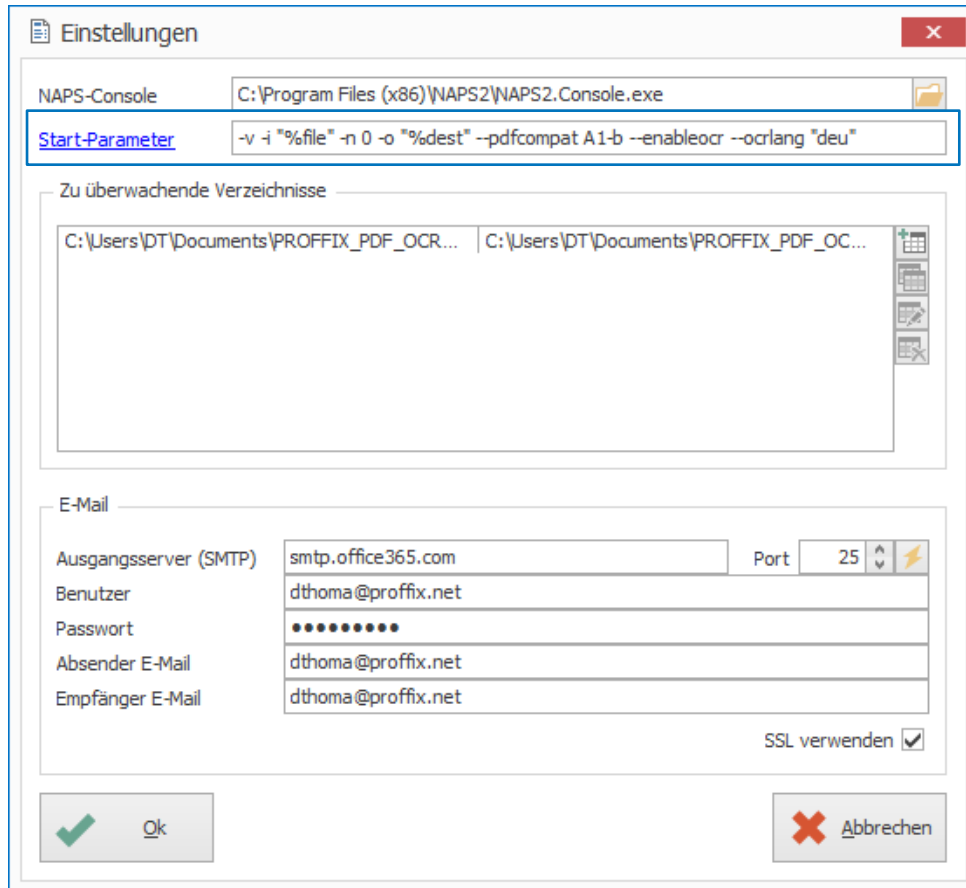 Einstellungen
NAPS-Console C:\Program Files (x86)\NAPS2\NAPS2.Console.exe
Start-Parameter -v -i "%file" -n 0 -o "%dest" --pdfcompat A1-b --enableocr --ocrlang "deu"
Zu überwachende Verzeichnisse
C:\Users\DT\Documents\PROFFIX_PDF_OCR... C:\Users\DT\Documents\PROFFIX_PDF_OC...
E-Mail
Ausgangsserver (SMTP) smtp.office365.com Port 25
Benutzer dthoma@proffix.net
Passwort •••••••••
Absender E-Mail dthoma@proffix.net
Empfänger E-Mail dthoma@proffix.net
SSL verwenden
Ok Abbrechen